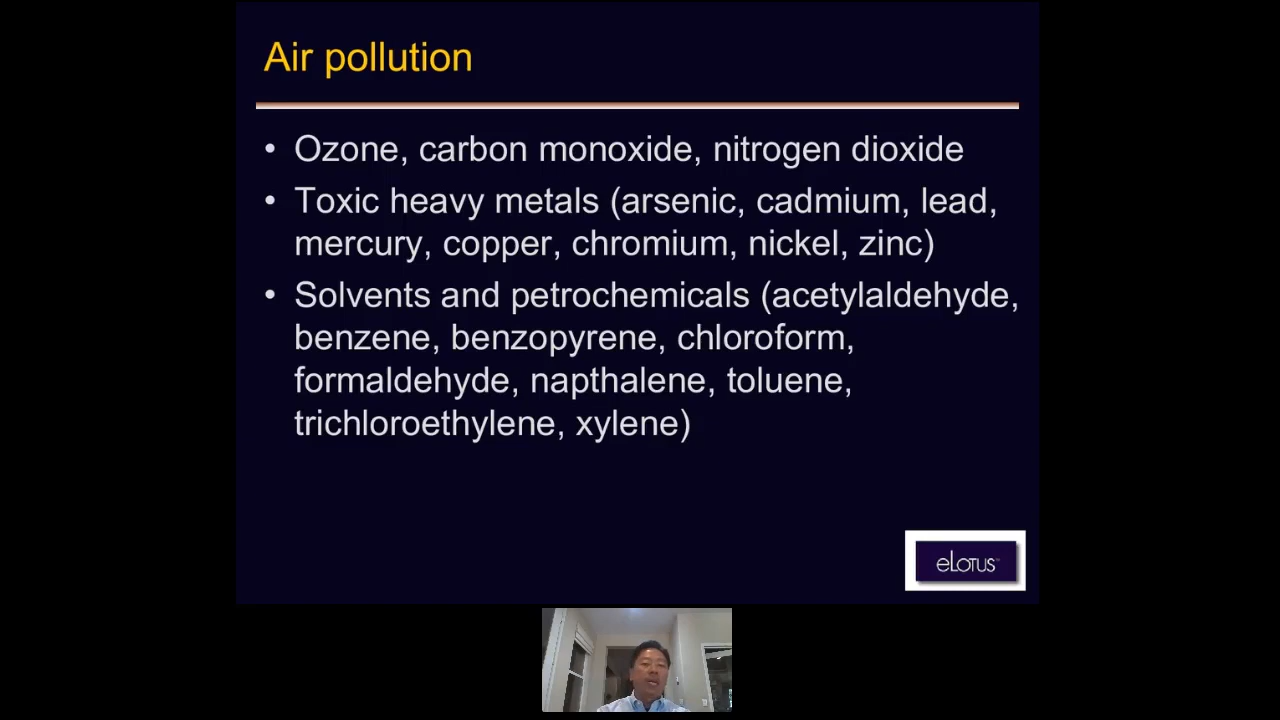 Air pollution
• Ozone, carbon monoxide, nitrogen dioxide
• Toxic heavy metals (arsenic, cadmium, lead,
mercury, copper, chromium, nickel, zinc)
• Solvents and petrochemicals (acetylaldehyde,
benzene, benzopyrene, chloroform,
formaldehyde, napthalene, toluene,
trichloroethylene, xylene)
eLOTUS™